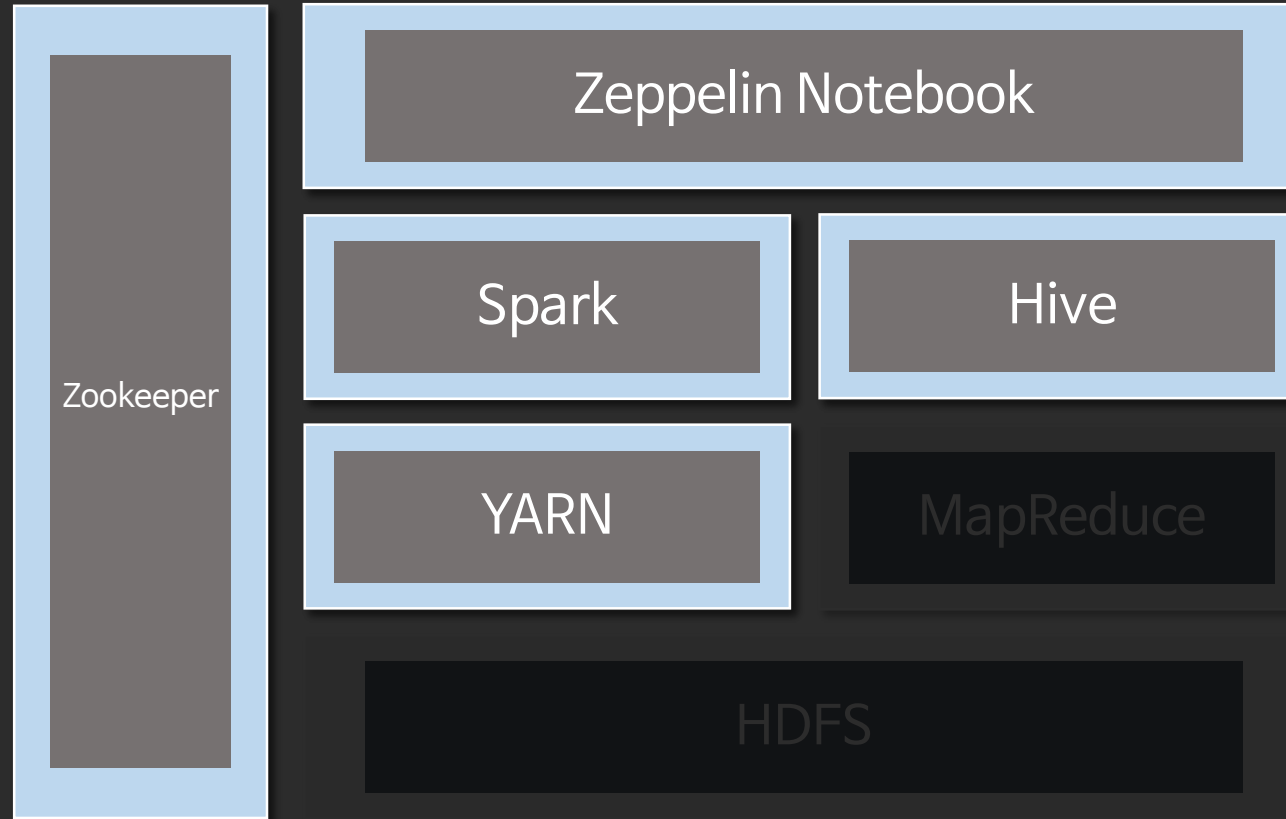 Zeppelin Notebook
Spark
Hive
Zookeeper
YARN
MapReduce
HDFS